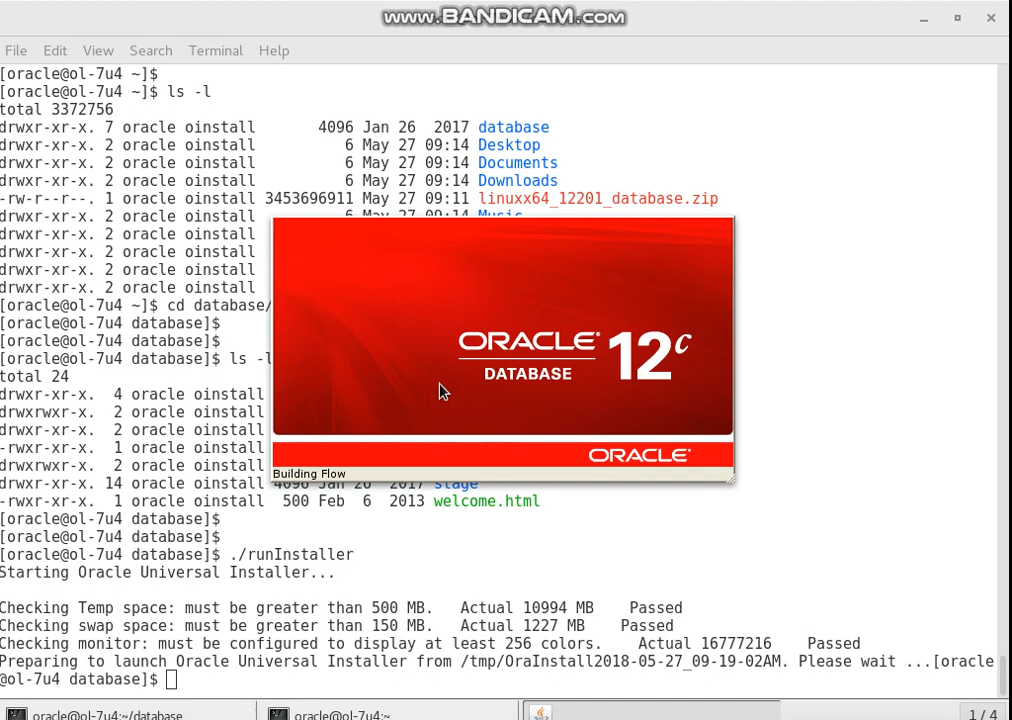 www.BANDICAM.com
File Edit View Search Terminal Help
[oracle@ol-7u4 ~]$
[oracle@ol-7u4 ~]$ ls -l
total 3372756
drwxr-xr-x. 7 oracle oinstall 4096 Jan 26 2017 database
drwxr-xr-x. 2 oracle oinstall 6 May 27 09:14 Desktop
drwxr-xr-x. 2 oracle oinstall 6 May 27 09:14 Documents
drwxr-xr-x. 2 oracle oinstall 6 May 27 09:14 Downloads
-rw-r--r--. 1 oracle oinstall 3453696911 May 27 09:11 linuxx64_12201_database.zip
drwxr-xr-x. 2 oracle oinstall 6 May 27 09:14 Music
drwxr-xr-x. 2 oracle oinstall
drwxr-xr-x. 2 oracle oinstall
drwxr-xr-x. 2 oracle oinstall
drwxr-xr-x. 2 oracle oinstall
[oracle@ol-7u4 ~]$ cd database/
[oracle@ol-7u4 database]$
[oracle@ol-7u4 database]$
[oracle@ol-7u4 database]$ ls -l
total 24
drwxr-xr-x. 4 oracle oinstall
drwxrwxr-x. 2 oracle oinstall
drwxr-xr-x. 2 oracle oinstall
-rwxr-xr-x. 1 oracle oinstall
drwxrwxr-x. 2 oracle oinstall
drwxr-xr-x. 14 oracle oinstall 4096 Jan 26 2017 stage
-rwxr-xr-x. 1 oracle oinstall 500 Feb 6 2013 welcome.html
[oracle@ol-7u4 database]$
[oracle@ol-7u4 database]$
[oracle@ol-7u4 database]$ ./runInstaller
Starting Oracle Universal Installer...
Checking Temp space: must be greater than 500 MB. Actual 10994 MB Passed
Checking swap space: must be greater than 150 MB. Actual 1227 MB Passed
Checking monitor: must be configured to display at least 256 colors. Actual 16777216 Passed
Preparing to launch Oracle Universal Installer from /tmp/OraInstall2018-05-27_09-19-02AM. Please wait ...[oracle
@ol-7u4 database]$
ORACLE® 12c
DATABASE
ORACLE®
Building Flow
oracle@ol-7u4:~/database
oracle@ol-7u4:~
1 / 4